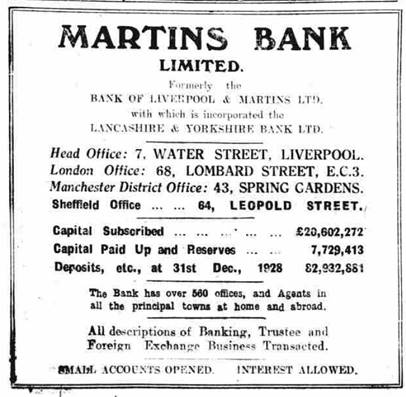 MARTINS BANK
LIMITED.
Formerly the
BANK OF LIVERPOOL & MARTINS LTD.
with which is incorporated the
LANCASHIRE & YORKSHIRE BANK LTD.
Head Office: 7, WATER STREET, LIVERPOOL.
London Office: 68, LOMBARD STREET, E.C.3.
Manchester District Office: 43, SPRING GARDENS.
Sheffield Office ... ... 64, LEOPOLD STREET.
Capital Subscribed ... ... ... ... ... £20,602,272
Capital Paid Up and Reserves ... ... 7,729,413
Deposits, etc., at 31st Dec., 1928 82,932,881
The Bank has over 560 offices, and Agents in
all the principal towns at home and abroad.
All descriptions of Banking, Trustee and
Foreign Exchange Business Transacted.
SMALL ACCOUNTS OPENED. INTEREST ALLOWED.